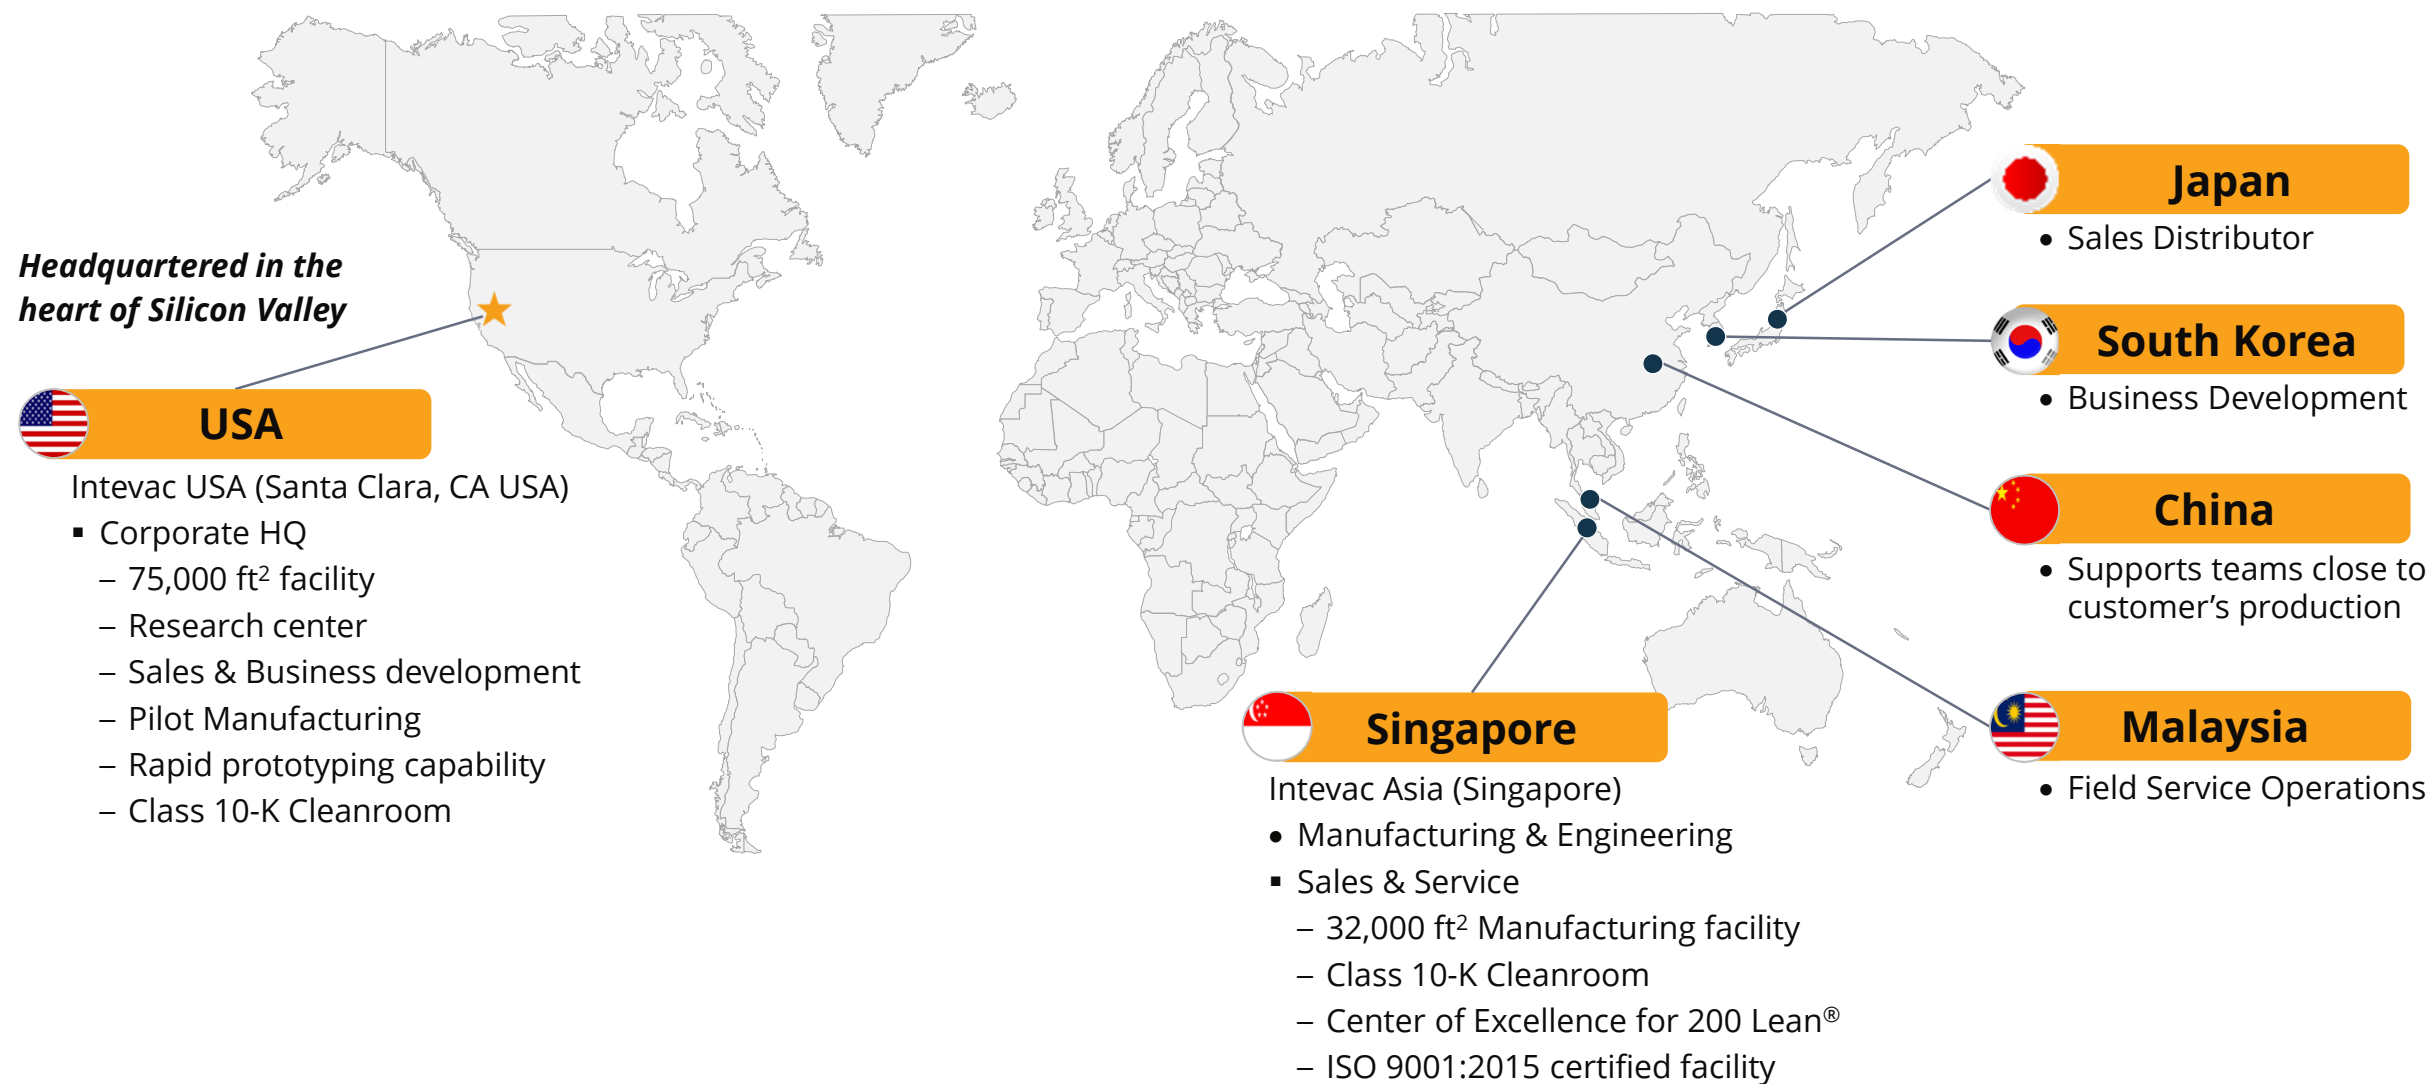 Headquartered in the
heart of Silicon Valley
USA
Intevac USA (Santa Clara, CA USA)
▪ Corporate HQ
– 75,000 ft² facility
– Research center
– Sales & Business development
– Pilot Manufacturing
– Rapid prototyping capability
– Class 10-K Cleanroom
Singapore
Intevac Asia (Singapore)
• Manufacturing & Engineering
▪ Sales & Service
– 32,000 ft² Manufacturing facility
– Class 10-K Cleanroom
– Center of Excellence for 200 Lean®
– ISO 9001:2015 certified facility
Japan
• Sales Distributor
South Korea
• Business Development
China
• Supports teams close to
customer’s production
Malaysia
• Field Service Operations